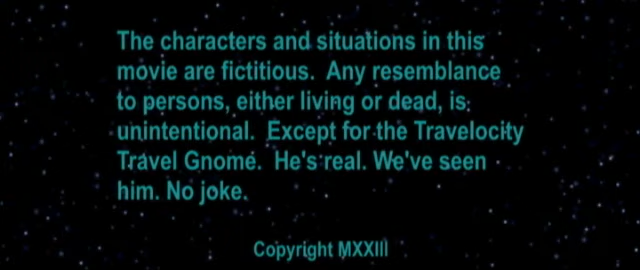 The characters and situations in this
movie are fictitious.  Any resemblance
to persons, either living or dead, is
unintentional.  Except for the Travelocity
Travel Gnome.  He's real. We've seen
him. No joke.
Copyright MXXIII